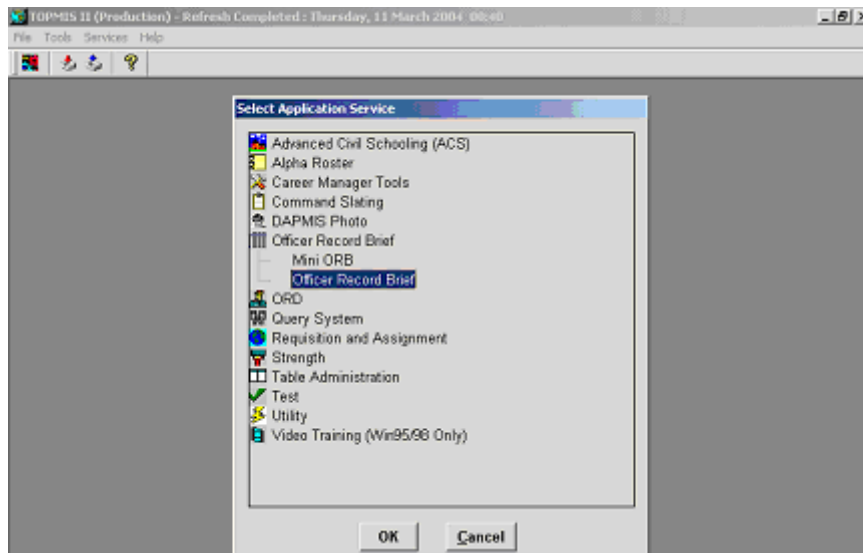 TOPMIS II (Production) - Refresh Completed : Thursday, 11 March 2004 08:40
File Tools Services Help
Select Application Service
Advanced Civil Schooling (ACS)
Alpha Roster
Career Manager Tools
Command Slating
DAPMIS Photo
Officer Record Brief
Mini ORB
Officer Record Brief
ORD
Query System
Requisition and Assignment
Strength
Table Administration
Test
Utility
Video Training (Win95/98 Only)
OK Cancel